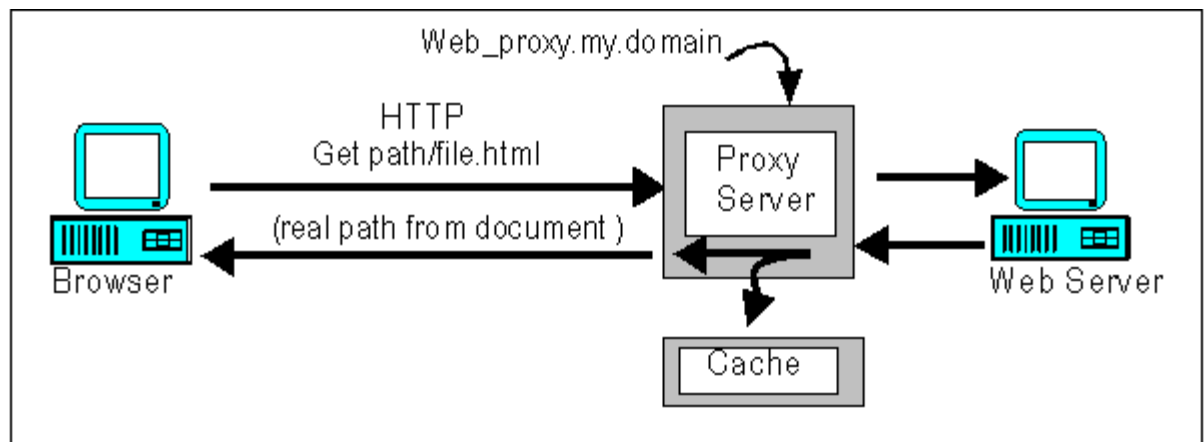 Web_proxy.my.domain
HTTP
Get path/file.html
(real path from document )
Browser
Proxy
Server
Web Server
Cache